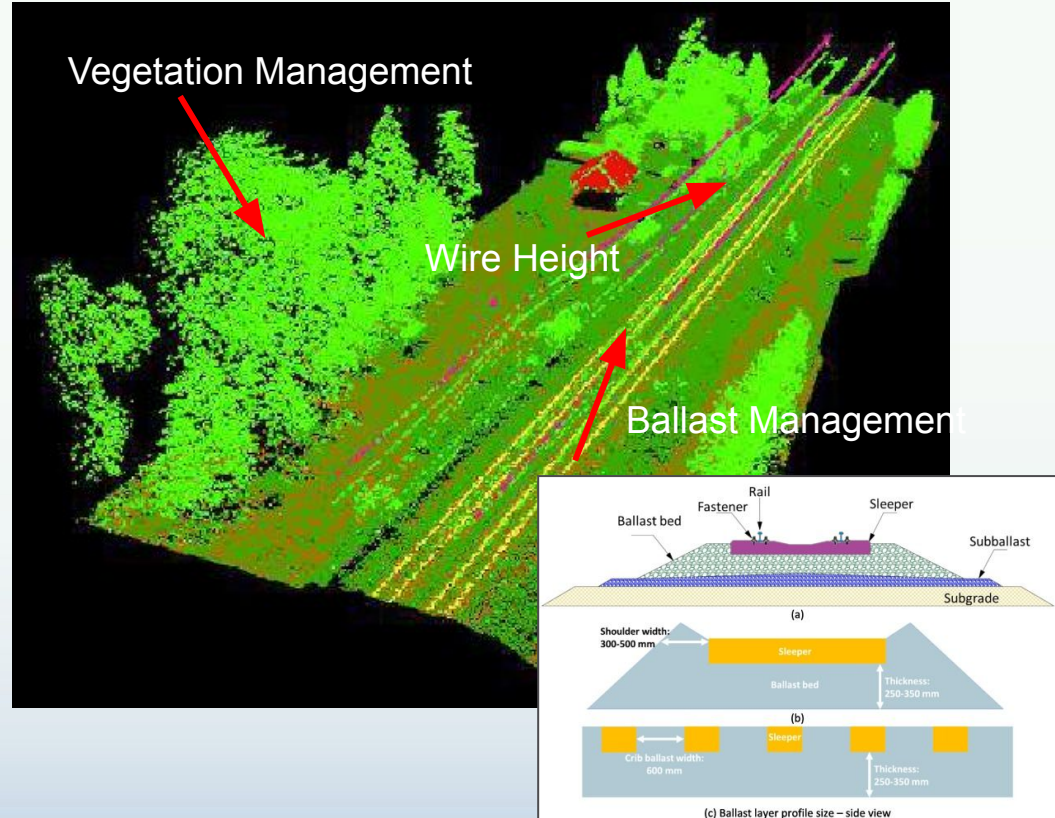 Vegetation Management
Wire Height
Ballast Management
Rail
Fastener
Sleeper
Ballast bed
Subballast
Subgrade
(a)
Shoulder width:
300-500 mm
Sleeper
Ballast bed
Thickness:
250-350 mm
(b)
Sleeper
Crib ballast width:
600 mm
Thickness:
250-350 mm
(c) Ballast layer profile size – side view